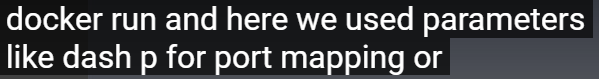 docker run and here we used parameters
like dash p for port mapping or